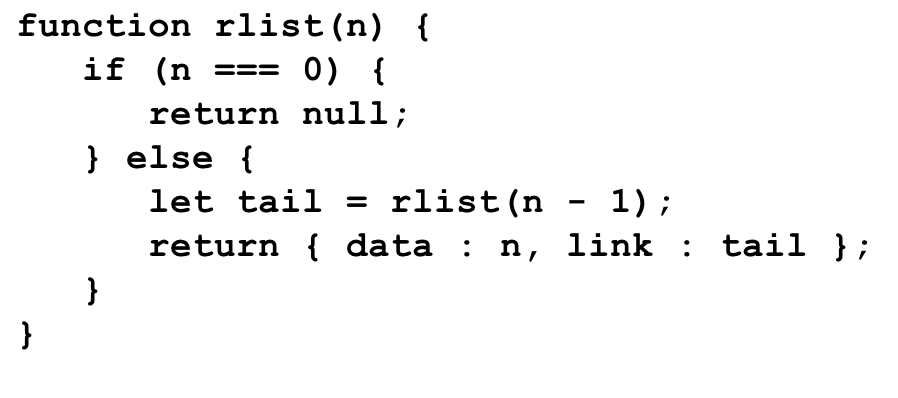 function rlist(n) {
   if (n === 0) {
      return null;
   } else {
      let tail = rlist(n - 1);
      return { data : n, link : tail };
   }
}